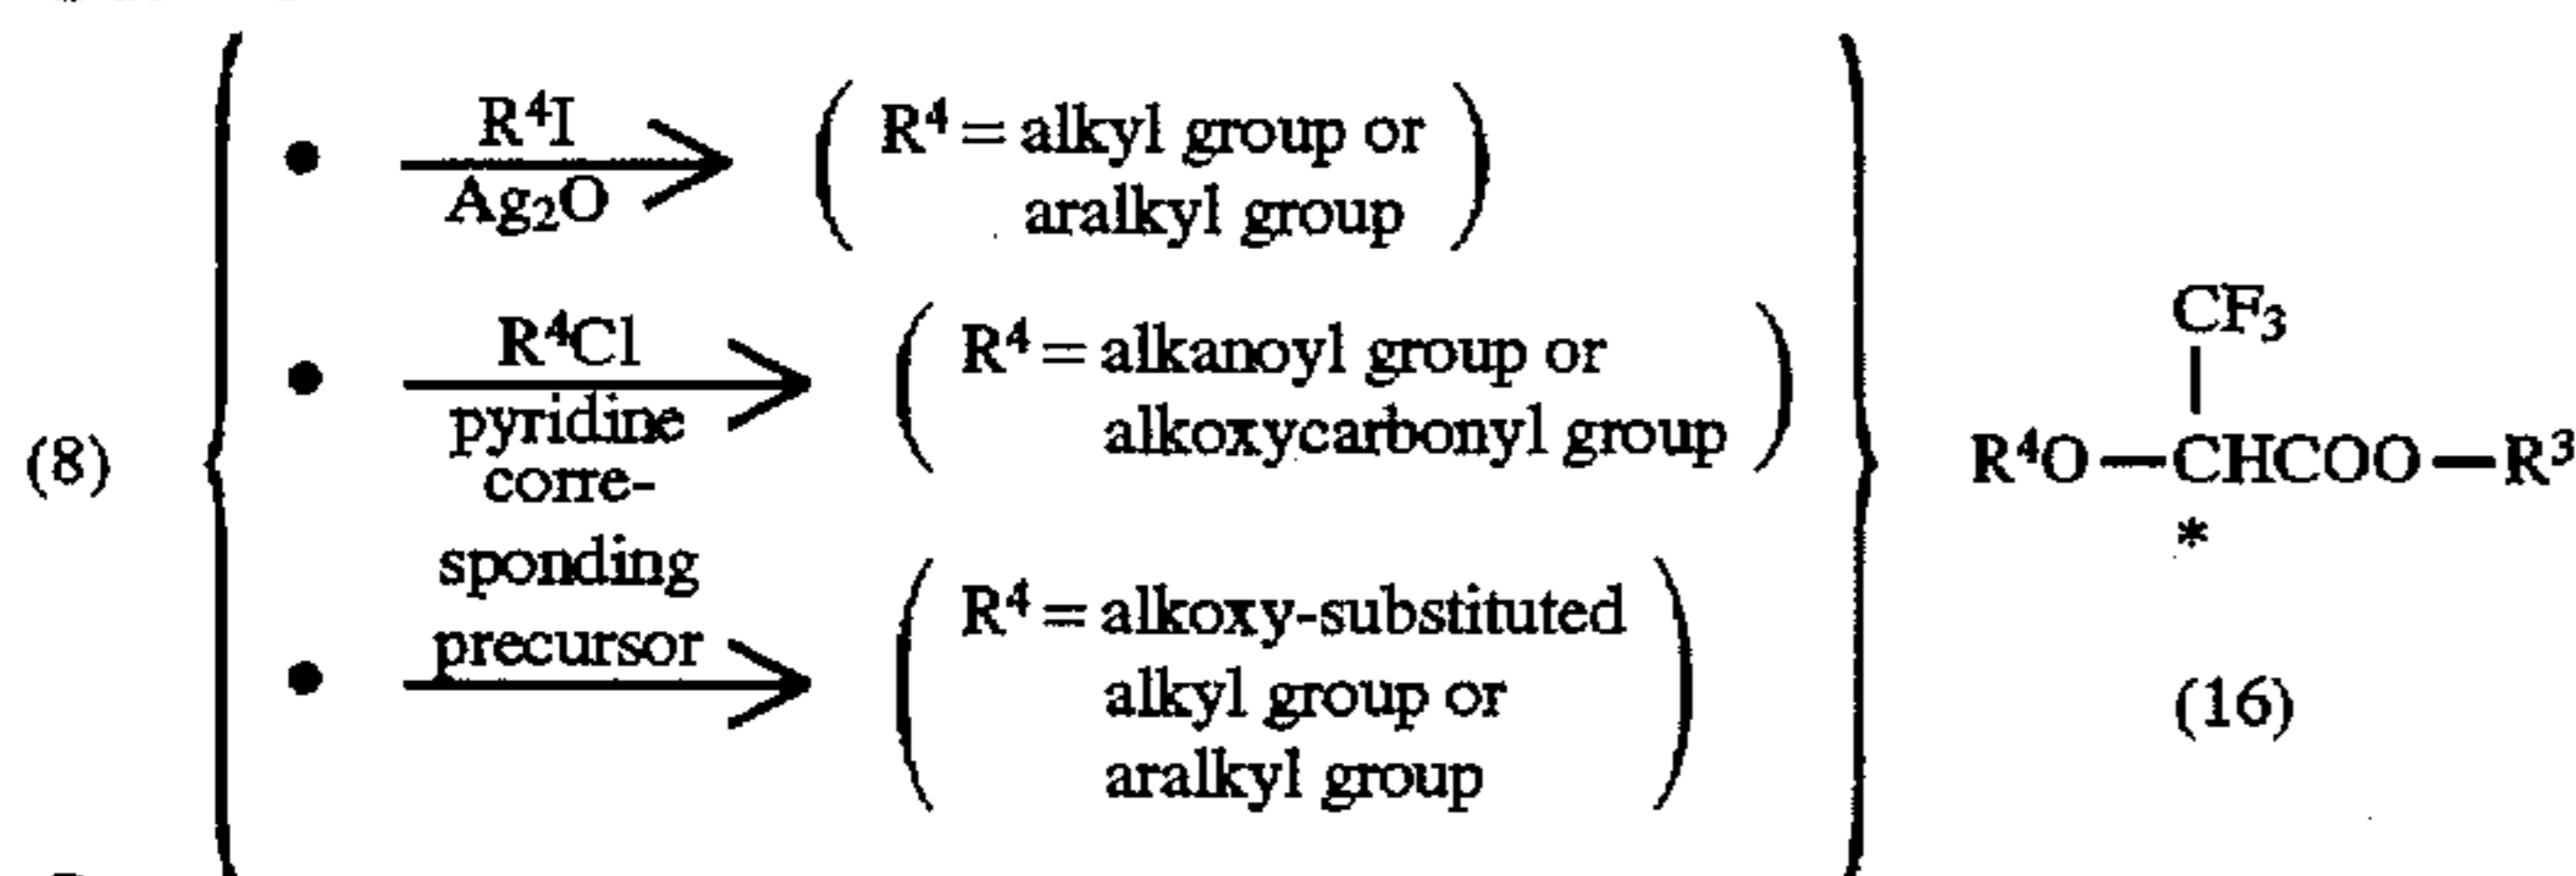 (8)
R⁴I
Ag₂O
( R⁴ = alkyl group or
aralkyl group )
R⁴Cl
pyridine
( R⁴ = alkanoyl group or
alkoxycarbonyl group )
corre-
sponding
precursor
( R⁴ = alkoxy-substituted
alkyl group or
aralkyl group )
CF₃
R⁴O—CHCOO—R³
*
(16)